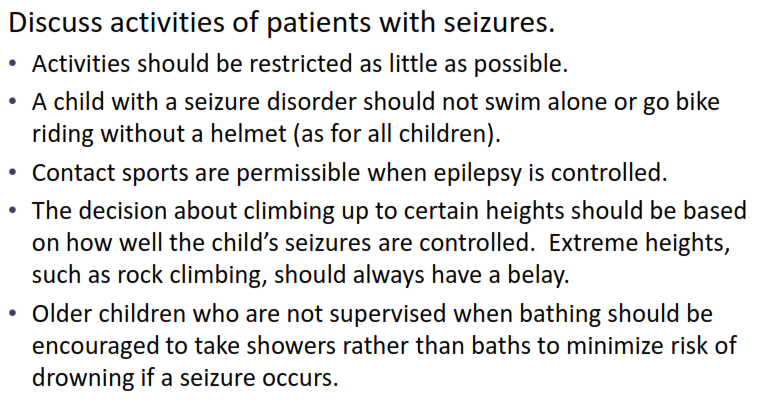 Discuss activities of patients with seizures.
• Activities should be restricted as little as possible.
• A child with a seizure disorder should not swim alone or go bike
riding without a helmet (as for all children).
• Contact sports are permissible when epilepsy is controlled.
• The decision about climbing up to certain heights should be based
on how well the child’s seizures are controlled.  Extreme heights,
such as rock climbing, should always have a belay.
• Older children who are not supervised when bathing should be
encouraged to take showers rather than baths to minimize risk of
drowning if a seizure occurs.